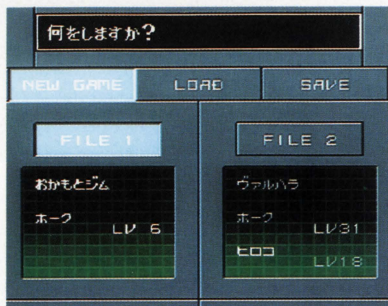 何をしますか?
NEW GAME LOAD SAVE
FILE 1 FILE 2
おかもとジム ヴァルハラ
ホーク ホーク
LV 6 LV31
ヒロコ
LV18